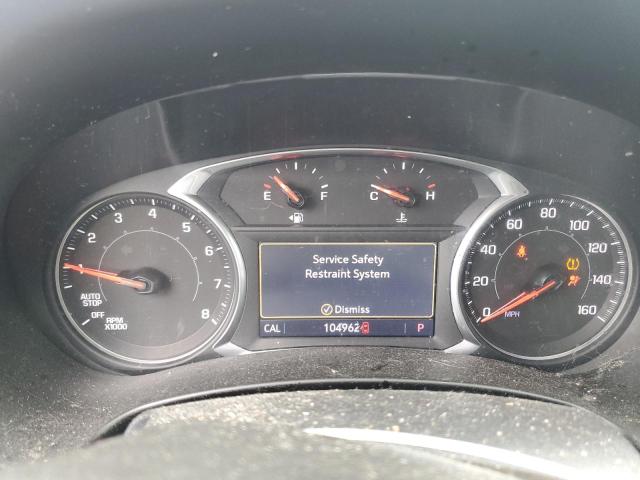 E F C H
1 2 3 4 5 6 7 8
AUTO
STOP
OFF
RPM
X1000
Service Safety
Restraint System
Dismiss
CAL 104962 P
0 20 40 60 80 100 120 140 160
MPH